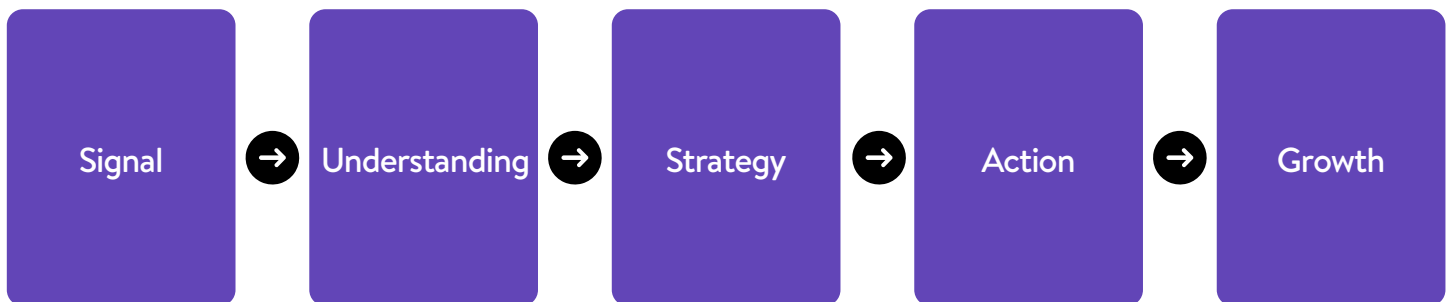 Signal
Understanding
Strategy
Action
Growth